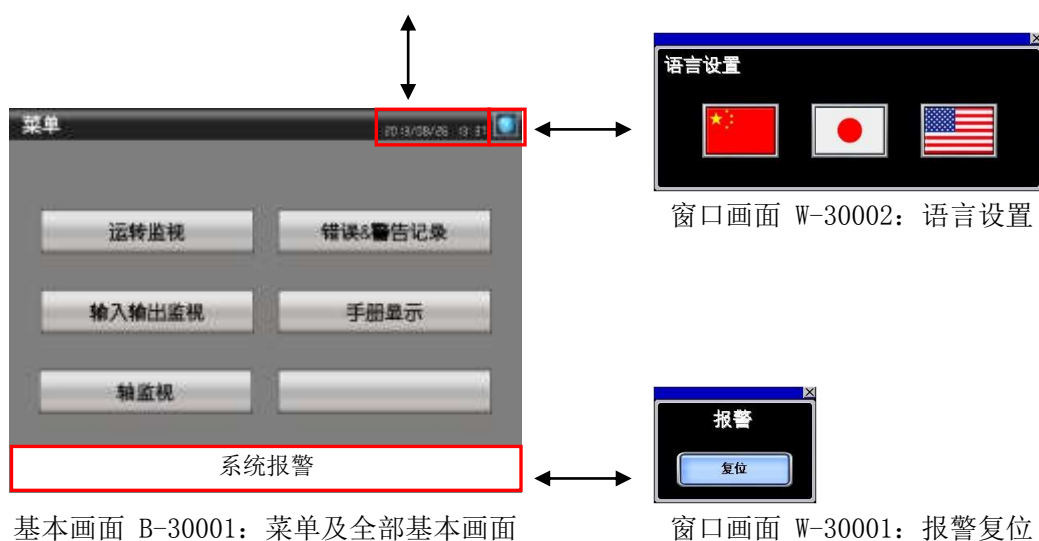 语言设置
菜单
2013/08/26
窗口画面 W-30002: 语言设置
运转监视
错误&警告记录
输入输出监视
手册显示
轴监视
报警
复位
系统报警
基本画面 B-30001: 菜单及全部基本画面
窗口画面 W-30001: 报警复位